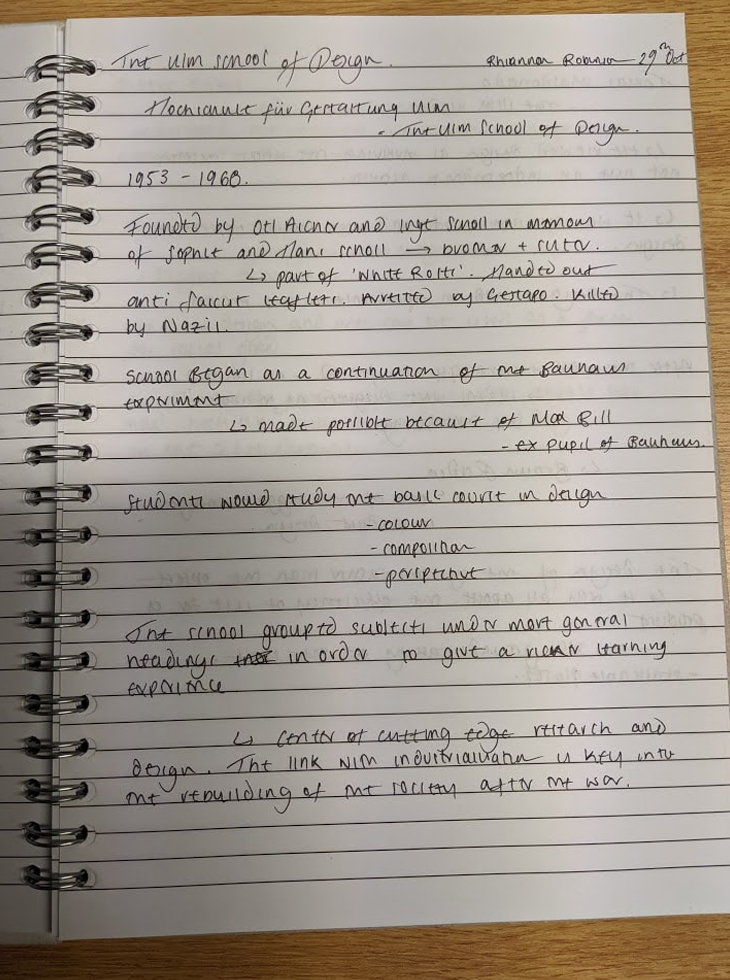 The Ulm School of Design. Rhiannon Robinson 29th Oct
Hochschule für Gestaltung Ulm
- The Ulm School of Design.
1953 - 1968.
Founded by Otl Aicher and Inge Scholl in memory
of Sophie and Hans Scholl → brother + sister.
↳ part of 'White Rose'. Handed out
anti fascist leaflets. Arrested by Gestapo. Killed
by Nazis.
School Began as a continuation of the Bauhaus
experiment
↳ made possible because of Max Bill
- ex pupil of Bauhaus.
Students would study the basic course in design
- colour
- composition
- perspective
The school grouped subjects under more general
headings in order to give a richer learning
experience
↳ center of cutting edge research and
design. The link with industrialisation is key into
the rebuilding of the society after the war.